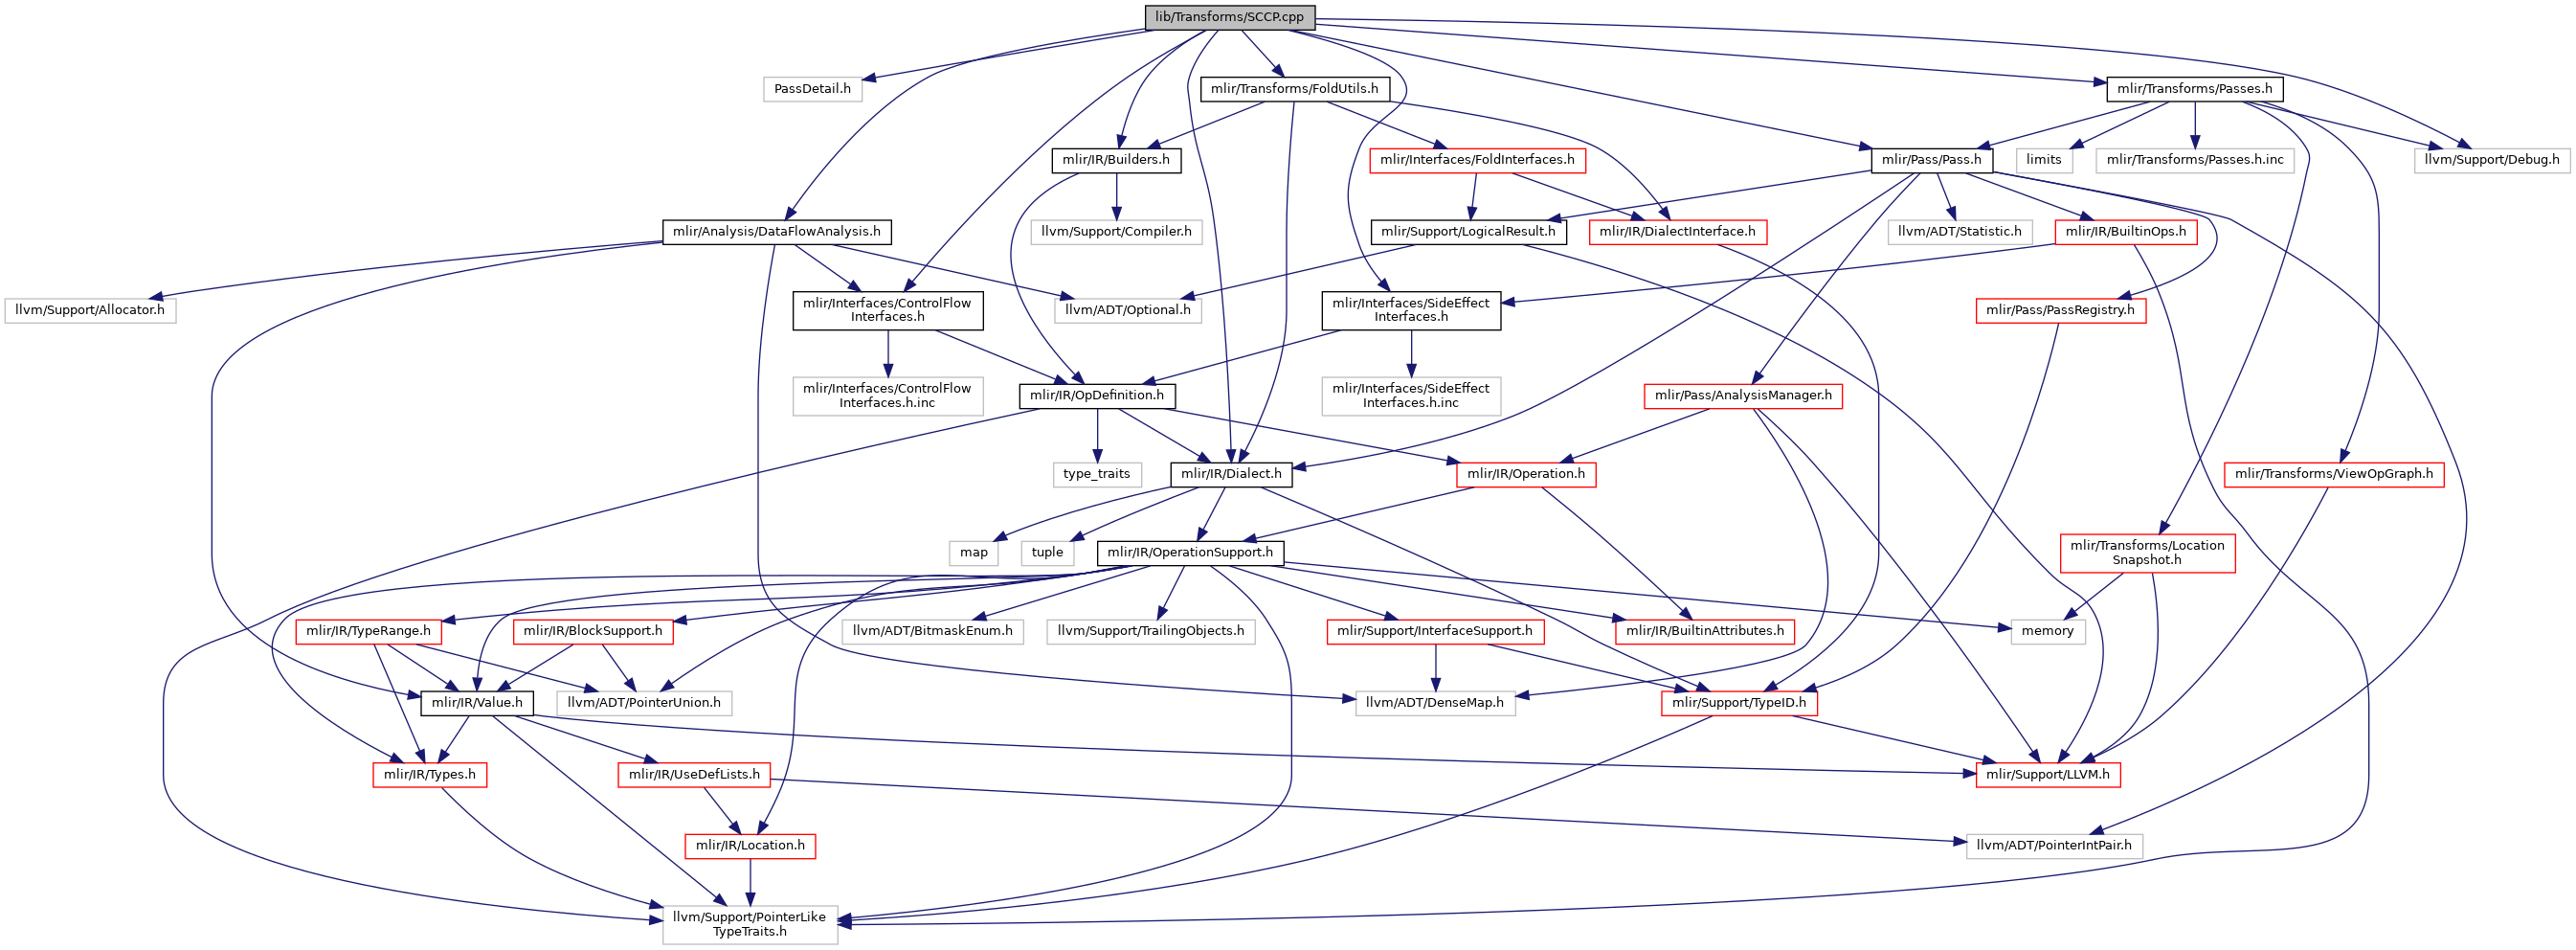 lib/Transforms/SCCP.cpp
PassDetail.h
mlir/Transforms/FoldUtils.h
mlir/Transforms/Passes.h
mlir/IR/Builders.h
mlir/Interfaces/FoldInterfaces.h
mlir/Pass/Pass.h
limits
mlir/Transforms/Passes.h.inc
llvm/Support/Debug.h
mlir/Analysis/DataFlowAnalysis.h
llvm/Support/Compiler.h
mlir/Support/LogicalResult.h
mlir/IR/DialectInterface.h
llvm/ADT/Statistic.h
mlir/IR/BuiltinOps.h
llvm/Support/Allocator.h
mlir/Interfaces/ControlFlow
Interfaces.h
llvm/ADT/Optional.h
mlir/Interfaces/SideEffect
Interfaces.h
mlir/Pass/PassRegistry.h
mlir/Interfaces/ControlFlow
Interfaces.h.inc
mlir/IR/OpDefinition.h
mlir/Interfaces/SideEffect
Interfaces.h.inc
mlir/Pass/AnalysisManager.h
type_traits
mlir/IR/Dialect.h
mlir/IR/Operation.h
mlir/Transforms/ViewOpGraph.h
map
tuple
mlir/IR/OperationSupport.h
mlir/Transforms/Location
Snapshot.h
mlir/IR/TypeRange.h
mlir/IR/BlockSupport.h
llvm/ADT/BitmaskEnum.h
llvm/Support/TrailingObjects.h
mlir/Support/InterfaceSupport.h
mlir/IR/BuiltinAttributes.h
memory
mlir/IR/Value.h
llvm/ADT/PointerUnion.h
llvm/ADT/DenseMap.h
mlir/Support/TypeID.h
mlir/IR/Types.h
mlir/IR/UseDefLists.h
mlir/Support/LLVM.h
mlir/IR/Location.h
llvm/ADT/PointerIntPair.h
llvm/Support/PointerLike
TypeTraits.h